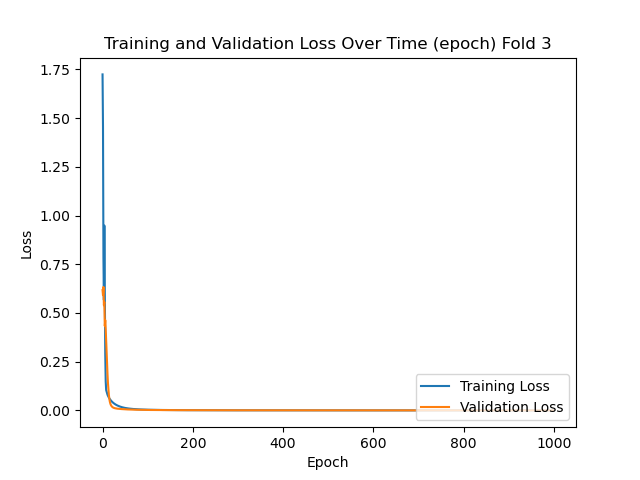 Training and Validation Loss Over Time (epoch) Fold 3
1.75
1.50
1.25
1.00
0.75
0.50
0.25
0.00
Loss
Training Loss
Validation Loss
0 200 400 600 800 1000
Epoch